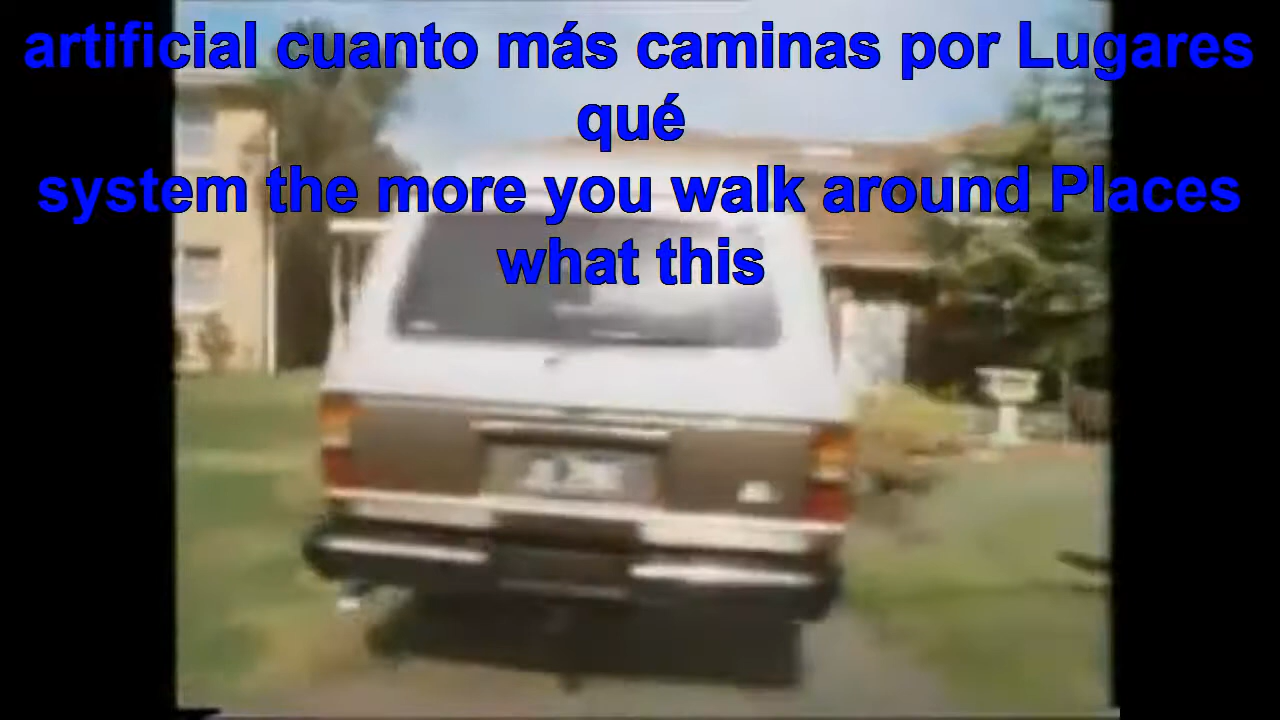 artificial cuanto más caminas por Lugares
qué
system the more you walk around Places
what this